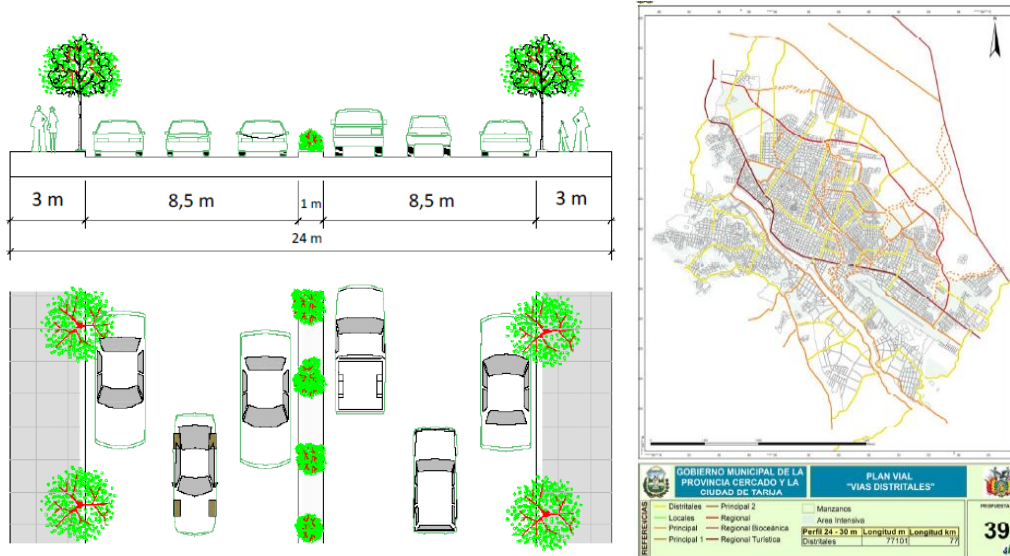 3 m
8,5 m
1 m
8,5 m
3 m
24 m
GOBIERNO MUNICIPAL DE LA
PROVINCIA CERCADO Y LA
CIUDAD DE TARIJA
PLAN VIAL
"VIAS DISTRITALES"
REFERENCIAS
Distritales
Locales
Principal
Principal 1
Principal 2
Regional
Regional Bioceánica
Regional Turística
Manzanos
Area Intensiva
Perfil 24 - 30 m Longitud m Longitud km
Distritales 77101 77
PROPUESTA
39